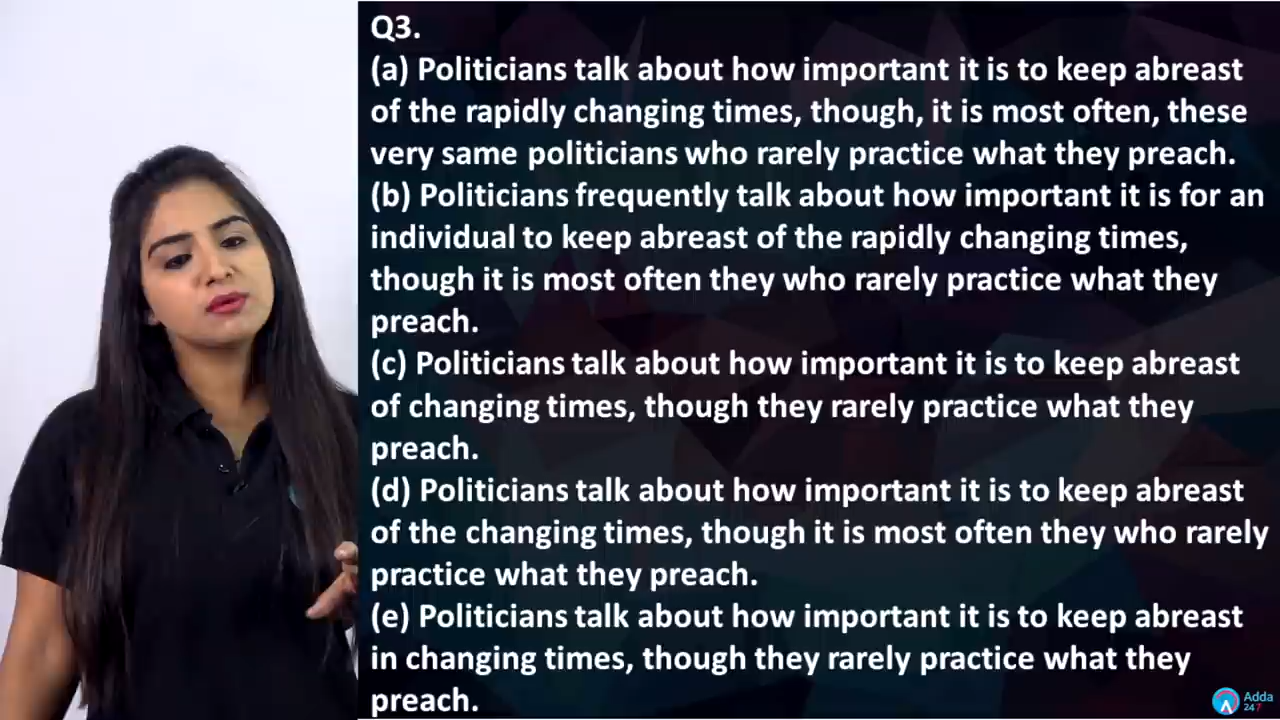 Q3.
(a) Politicians talk about how important it is to keep abreast
of the rapidly changing times, though, it is most often, these
very same politicians who rarely practice what they preach.
(b) Politicians frequently talk about how important it is for an
individual to keep abreast of the rapidly changing times,
though it is most often they who rarely practice what they
preach.
(c) Politicians talk about how important it is to keep abreast
of changing times, though they rarely practice what they
preach.
(d) Politicians talk about how important it is to keep abreast
of the changing times, though it is most often they who rarely
practice what they preach.
(e) Politicians talk about how important it is to keep abreast
in changing times, though they rarely practice what they
preach.
Adda
247